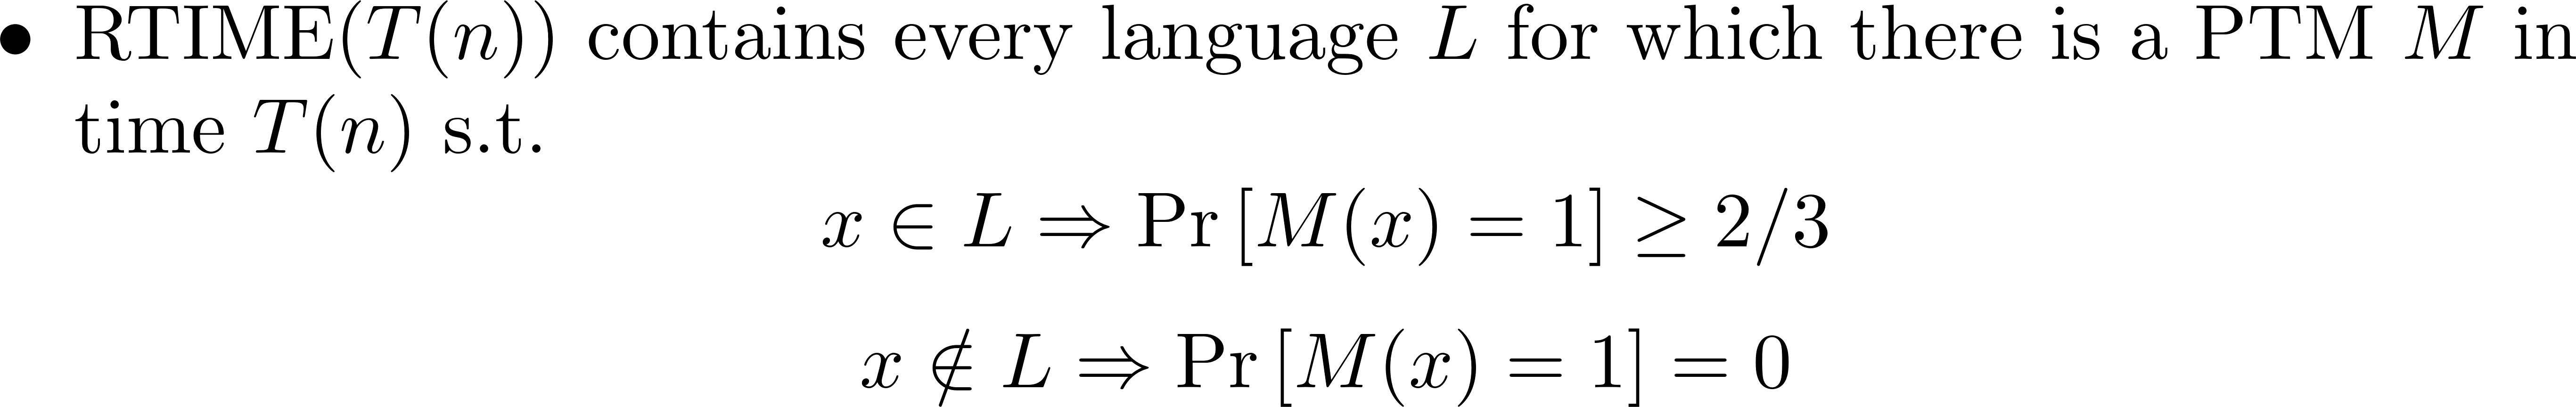 • RTIME(T(n)) contains every language L for which there is a PTM M in
time T(n) s.t.
x ∈ L ⇒ Pr [M(x) = 1] ≥ 2/3
x ∉ L ⇒ Pr [M(x) = 1] = 0